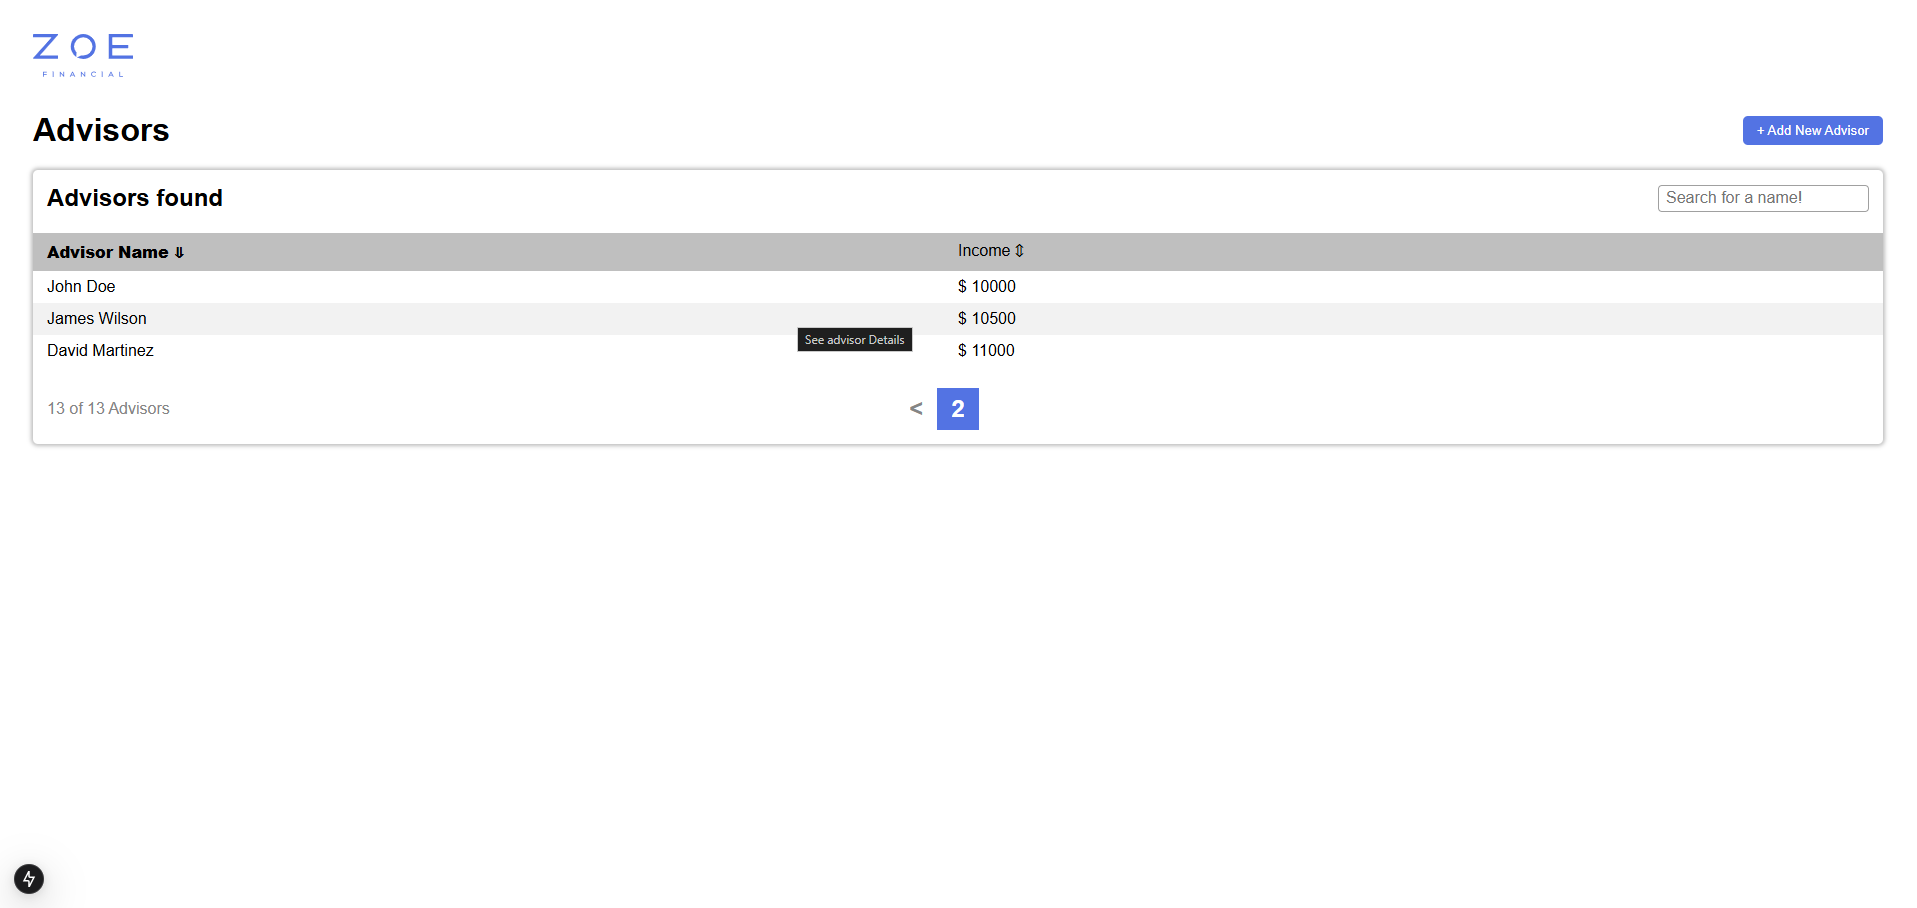 ZOE
FINANCIAL
Advisors
+ Add New Advisor
Advisors found
Search for a name!
Advisor Name ⇓
Income ⇕
John Doe
$ 10000
James Wilson
$ 10500
See advisor Details
David Martinez
$ 11000
13 of 13 Advisors
< 2